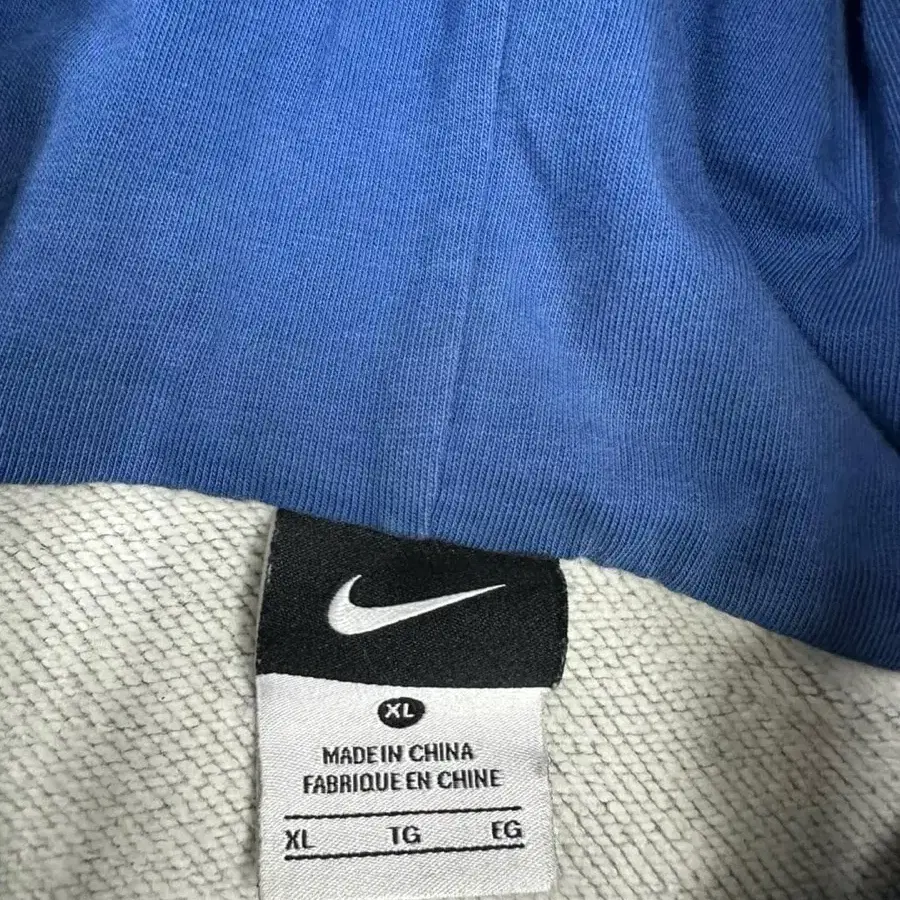 XL
MADE IN CHINA
FABRIQUE EN CHINE
XL TG EG